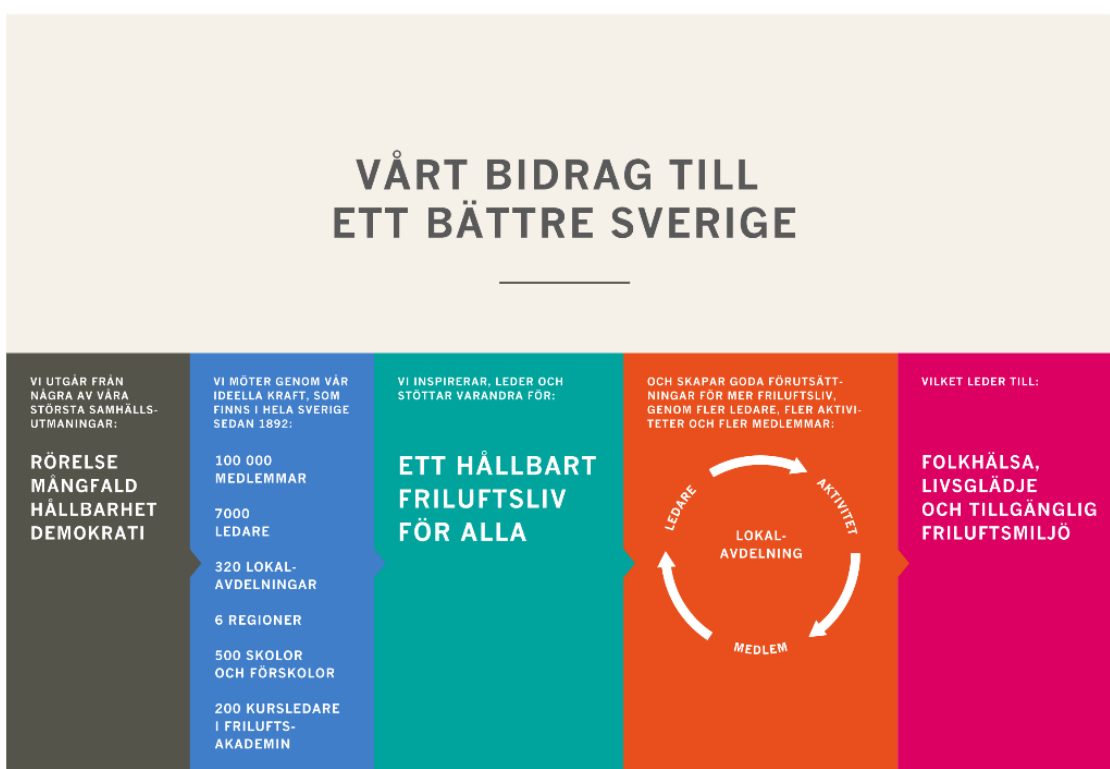 VÅRT BIDRAG TILL
ETT BÄTTRE SVERIGE
VI UTGÅR FRÅN
NÅGRA AV VÅRA
STÖRSTA SAMHÄLLS-
UTMANINGAR:
RÖRELSE
MÅNGFALD
HÅLLBARHET
DEMOKRATI
VI MÖTER GENOM VÅR
IDEELLA KRAFT, SOM
FINNS I HELA SVERIGE
SEDAN 1892:
100 000
MEDLEMMAR
7000
LEDARE
320 LOKAL-
AVDELNINGAR
6 REGIONER
500 SKOLOR
OCH FÖRSKOLOR
200 KURSLEDARE
I FRILUFTS-
AKADEMIN
VI INSPIRERAR, LEDER OCH
STÖTTAR VARANDRA FÖR:
ETT HÅLLBART
FRILUFTSLIV
FÖR ALLA
OCH SKAPAR GODA FÖRUTSÄTT-
NINGAR FÖR MER FRILUFTSLIV,
GENOM FLER LEDARE, FLER AKTIVI-
TETER OCH FLER MEDLEMMAR:
LEDARE
AKTIVITET
LOKAL-
AVDELNING
MEDLEM
VILKET LEDER TILL:
FOLKHÄLSA,
LIVSGLÄDJE
OCH TILLGÄNGLIG
FRILUFTSMILJÖ